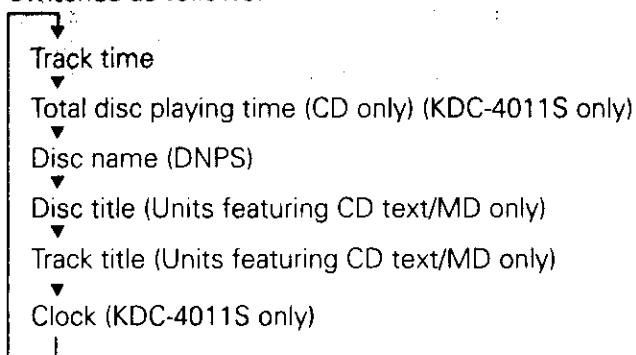 Track time
Total disc playing time (CD only) (KDC-4011S only)
Disc name (DNPS)
Disc title (Units featuring CD text/MD only)
Track title (Units featuring CD text/MD only)
Clock (KDC-4011S only)